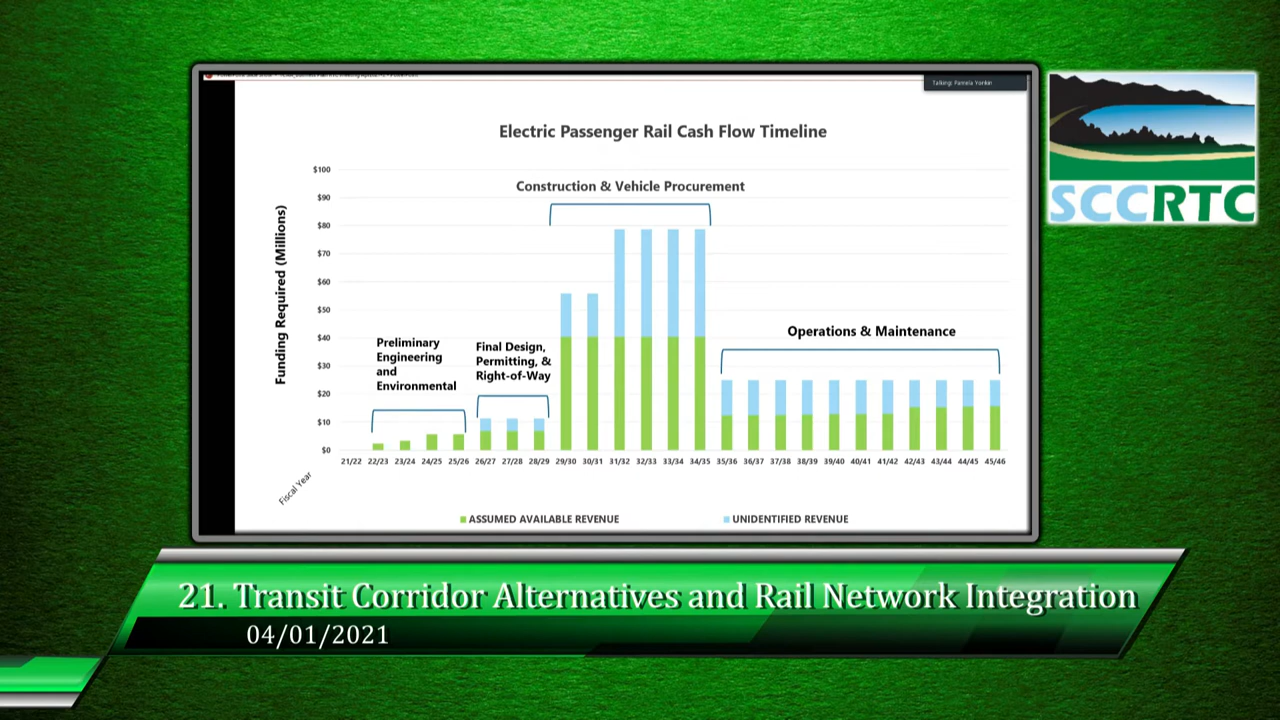 Talking: Pamela Yonkin
Electric Passenger Rail Cash Flow Timeline
SCCRTC
Construction & Vehicle Procurement
Funding Required (Millions)
$100
$90
$80
$70
$60
$50
$40
$30
$20
$10
$0
Preliminary
Engineering
and
Environmental
Final Design,
Permitting, &
Right-of-Way
Operations & Maintenance
21/22 22/23 23/24 24/25 25/26 26/27 27/28 28/29 29/30 30/31 31/32 32/33 33/34 34/35 35/36 36/37 37/38 38/39 39/40 40/41 41/42 42/43 43/44 44/45 45/46
Fiscal Year
ASSUMED AVAILABLE REVENUE
UNIDENTIFIED REVENUE
21. Transit Corridor Alternatives and Rail Network Integration
04/01/2021